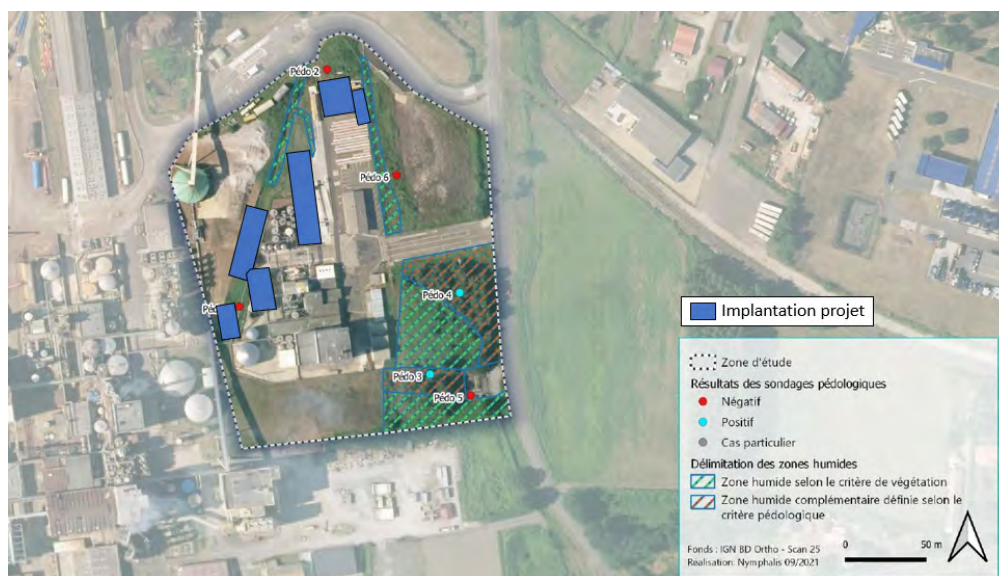 Pédo 2
Pédo 6
Pédo 4
Pédo 3
Pédo 5
Implantation projet
Zone d'étude
Résultats des sondages pédologiques
Négatif
Positif
Cas particulier
Délimitation des zones humides
Zone humide selon le critère de végétation
Zone humide complémentaire définie selon le
critère pédologique
Fonds : IGN BD Ortho - Scan 25
Réalisation: Nymphalis 09/2021
0
50 m